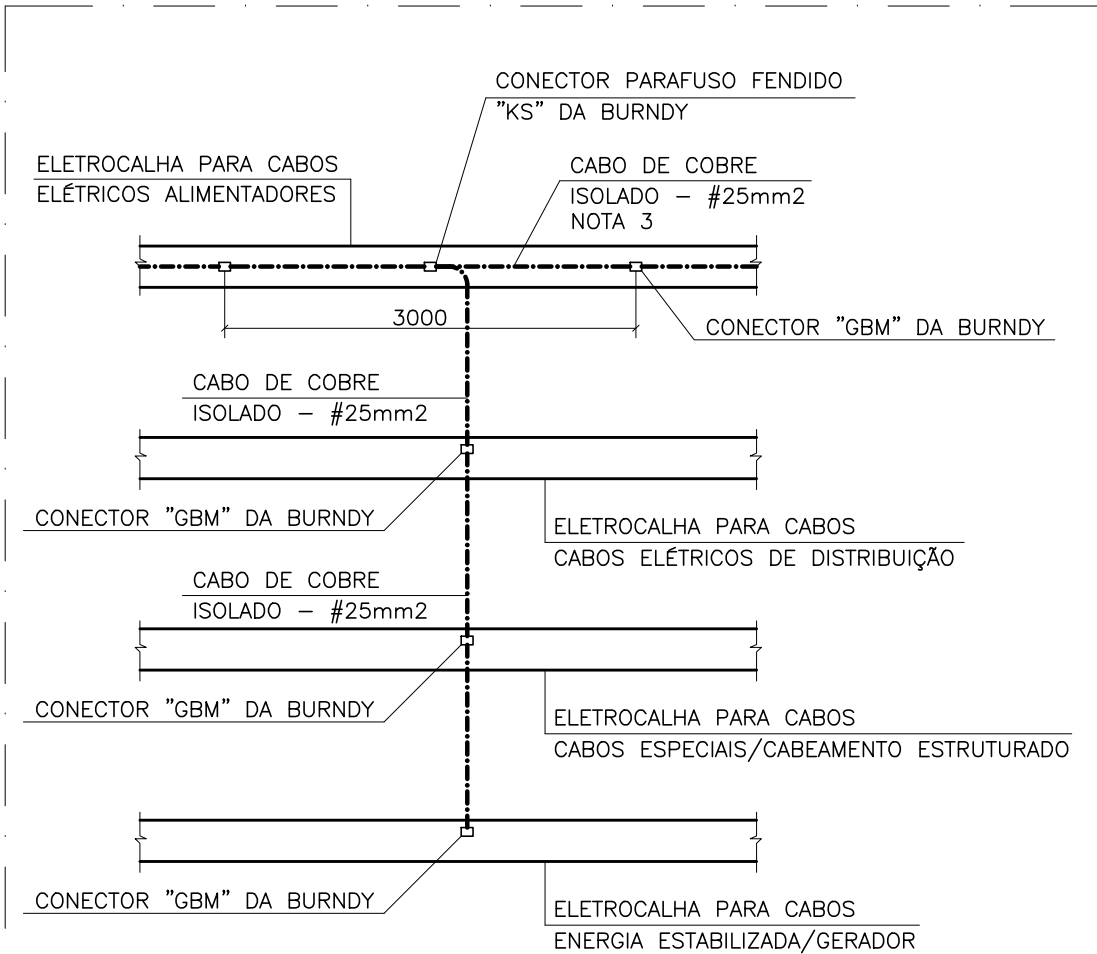 CONECTOR PARAFUSO FENDIDO
"KS" DA BURNDY
ELETROCALHA PARA CABOS
ELÉTRICOS ALIMENTADORES
CABO DE COBRE
ISOLADO – #25mm2
NOTA 3
3000
CONECTOR "GBM" DA BURNDY
CABO DE COBRE
ISOLADO – #25mm2
CONECTOR "GBM" DA BURNDY
ELETROCALHA PARA CABOS
CABOS ELÉTRICOS DE DISTRIBUIÇÃO
CABO DE COBRE
ISOLADO – #25mm2
CONECTOR "GBM" DA BURNDY
ELETROCALHA PARA CABOS
CABOS ESPECIAIS/CABEAMENTO ESTRUTURADO
CONECTOR "GBM" DA BURNDY
ELETROCALHA PARA CABOS
ENERGIA ESTABILIZADA/GERADOR